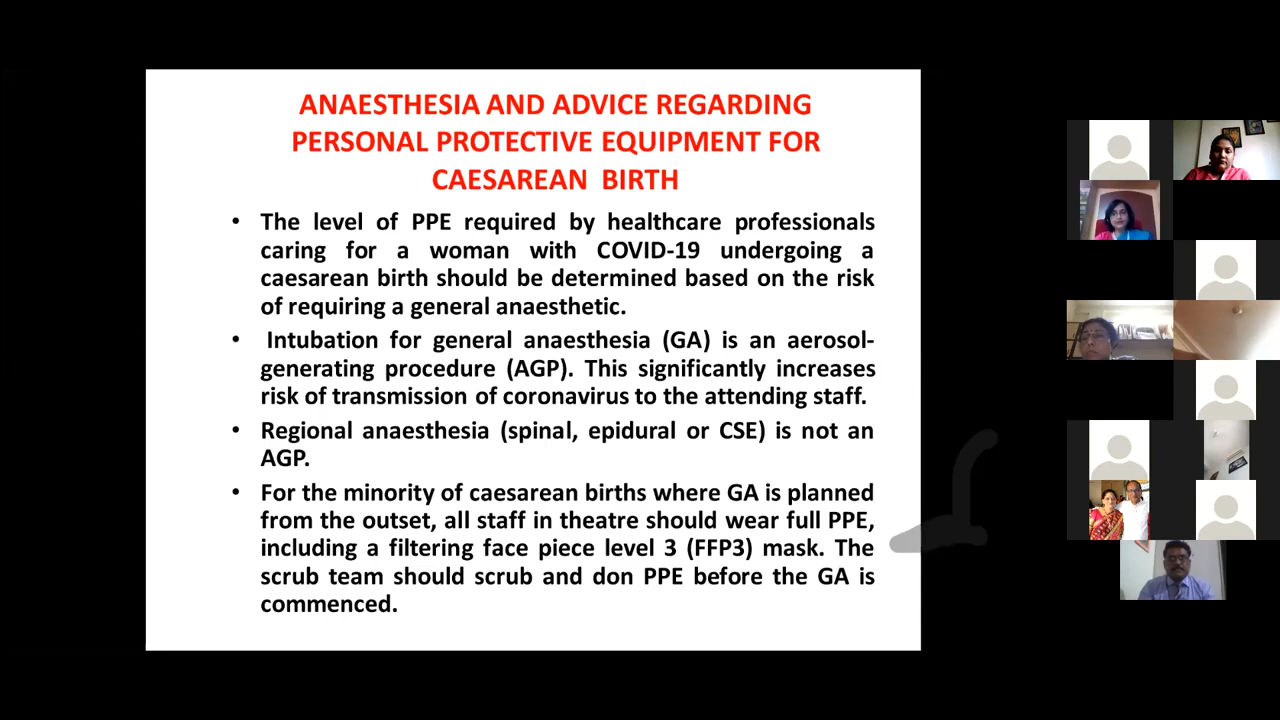 ANAESTHESIA AND ADVICE REGARDING
PERSONAL PROTECTIVE EQUIPMENT FOR
CAESAREAN BIRTH
• The level of PPE required by healthcare professionals
caring for a woman with COVID-19 undergoing a
caesarean birth should be determined based on the risk
of requiring a general anaesthetic.
• Intubation for general anaesthesia (GA) is an aerosol-
generating procedure (AGP). This significantly increases
risk of transmission of coronavirus to the attending staff.
• Regional anaesthesia (spinal, epidural or CSE) is not an
AGP.
• For the minority of caesarean births where GA is planned
from the outset, all staff in theatre should wear full PPE,
including a filtering face piece level 3 (FFP3) mask. The
scrub team should scrub and don PPE before the GA is
commenced.